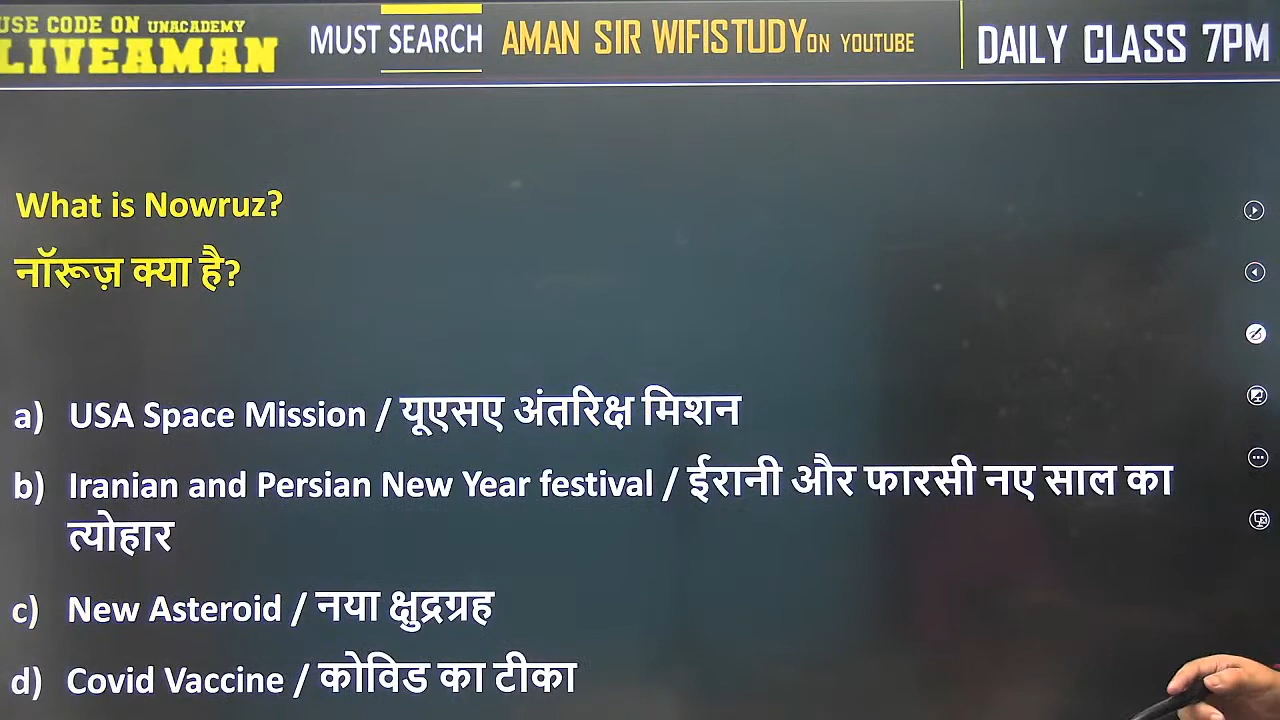 USE CODE ON UNACADEMY
LIVEAMAN
MUST SEARCH
AMAN SIR WIFISTUDY ON YOUTUBE
DAILY CLASS 7PM
What is Nowruz?
नॉरूज़ क्या है?
a) USA Space Mission / यूएसए अंतरिक्ष मिशन
b) Iranian and Persian New Year festival / ईरानी और फारसी नए साल का
त्योहार
c) New Asteroid / नया क्षुद्रग्रह
d) Covid Vaccine / कोविड का टीका